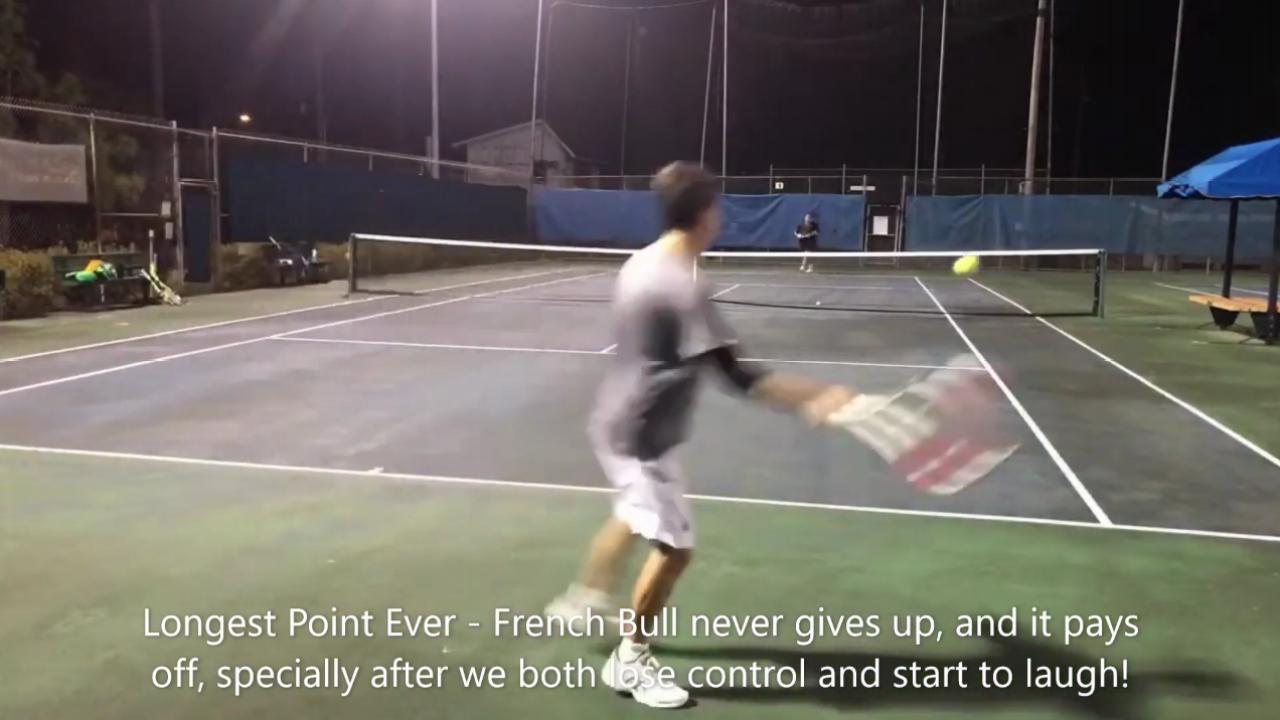 Longest Point Ever - French Bull never gives up, and it pays
off, specially after we both lose control and start to laugh!